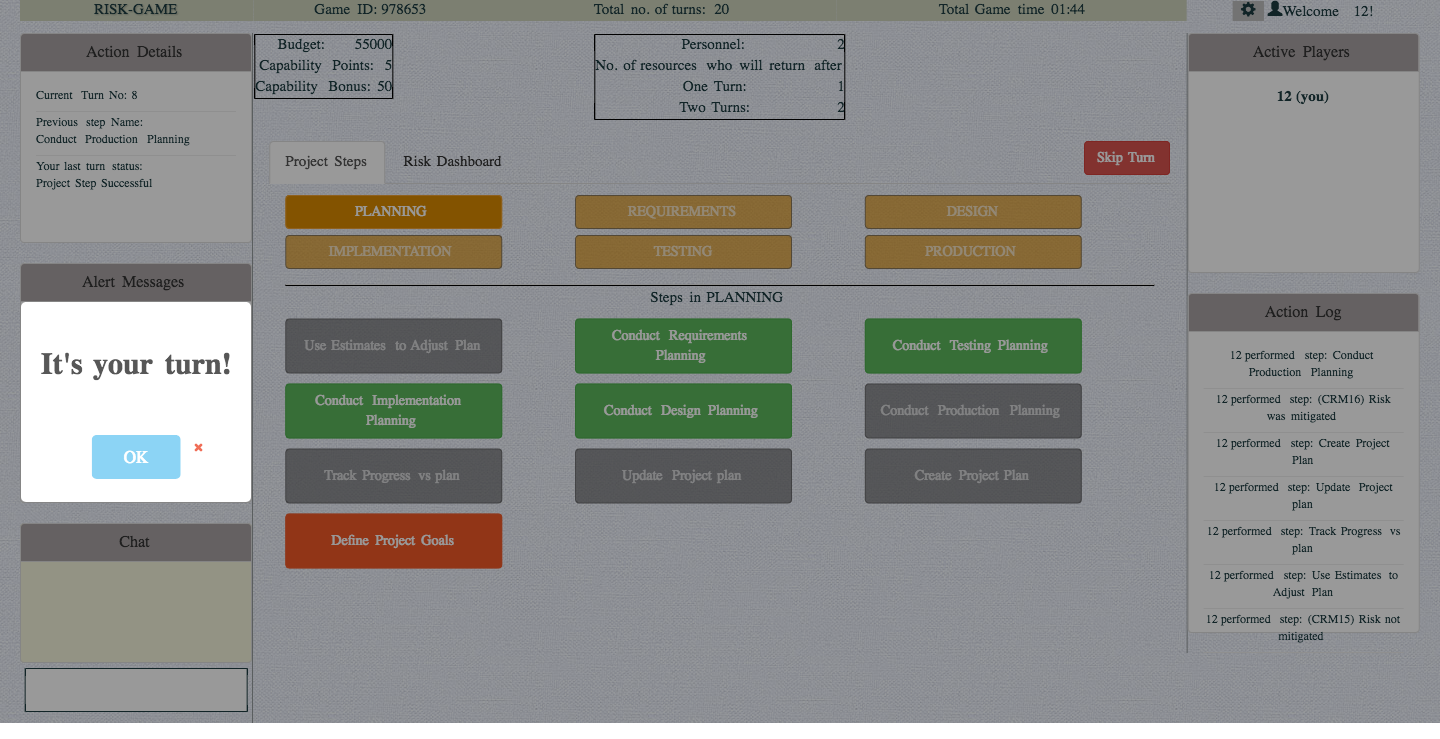 RISK-GAME
Game ID: 978653
Total no. of turns: 20
Total Game time 01:44
Welcome 12!
Action Details
Current Turn No: 8
Previous step Name:
Conduct Production Planning
Your last turn status:
Project Step Successful
Alert Messages
It's your turn!
OK
Chat
Budget: 55000
Capability Points: 5
Capability Bonus: 50
Personnel: 2
No. of resources who will return after
One Turn: 1
Two Turns: 2
Project Steps
Risk Dashboard
Skip Turn
PLANNING
REQUIREMENTS
DESIGN
IMPLEMENTATION
TESTING
PRODUCTION
Steps in PLANNING
Use Estimates to Adjust Plan
Conduct Requirements
Planning
Conduct Testing Planning
Conduct Implementation
Planning
Conduct Design Planning
Conduct Production Planning
Track Progress vs plan
Update Project plan
Create Project Plan
Define Project Goals
Active Players
12 (you)
Action Log
12 performed step: Conduct
Production Planning
12 performed step: (CRM16) Risk
was mitigated
12 performed step: Create Project
Plan
12 performed step: Update Project
plan
12 performed step: Track Progress vs
plan
12 performed step: Use Estimates to
Adjust Plan
12 performed step: (CRM15) Risk not
mitigated